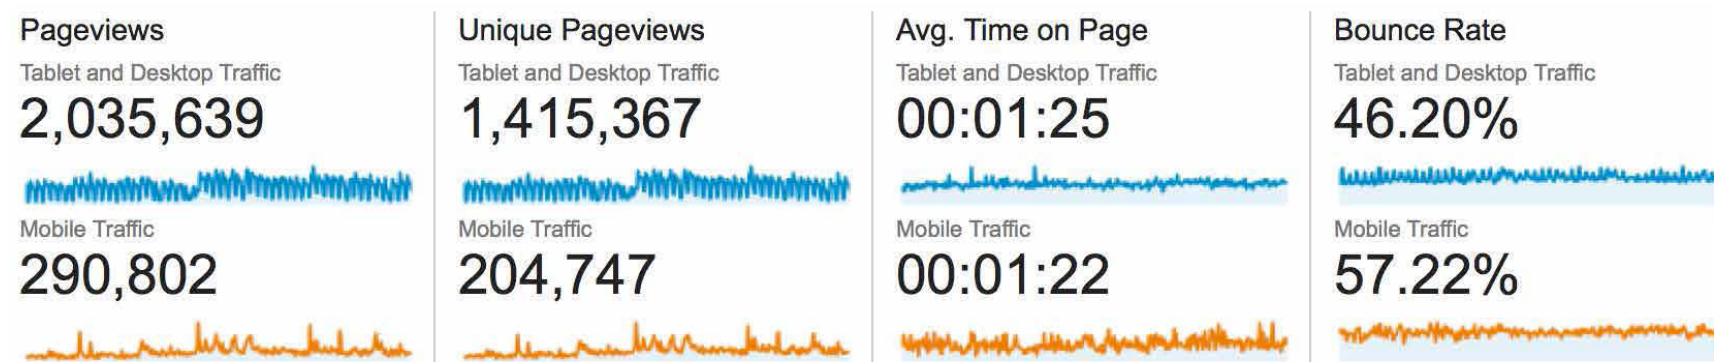 Pageviews
Tablet and Desktop Traffic
2,035,639
Mobile Traffic
290,802
Unique Pageviews
Tablet and Desktop Traffic
1,415,367
Mobile Traffic
204,747
Avg. Time on Page
Tablet and Desktop Traffic
00:01:25
Mobile Traffic
00:01:22
Bounce Rate
Tablet and Desktop Traffic
46.20%
Mobile Traffic
57.22%